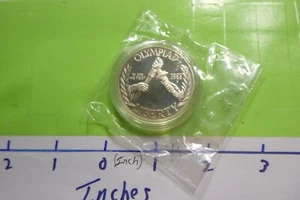 OLYMPIAD
1988
LIBERTY
2 1 0 (Inch) 1 2 3
Inches